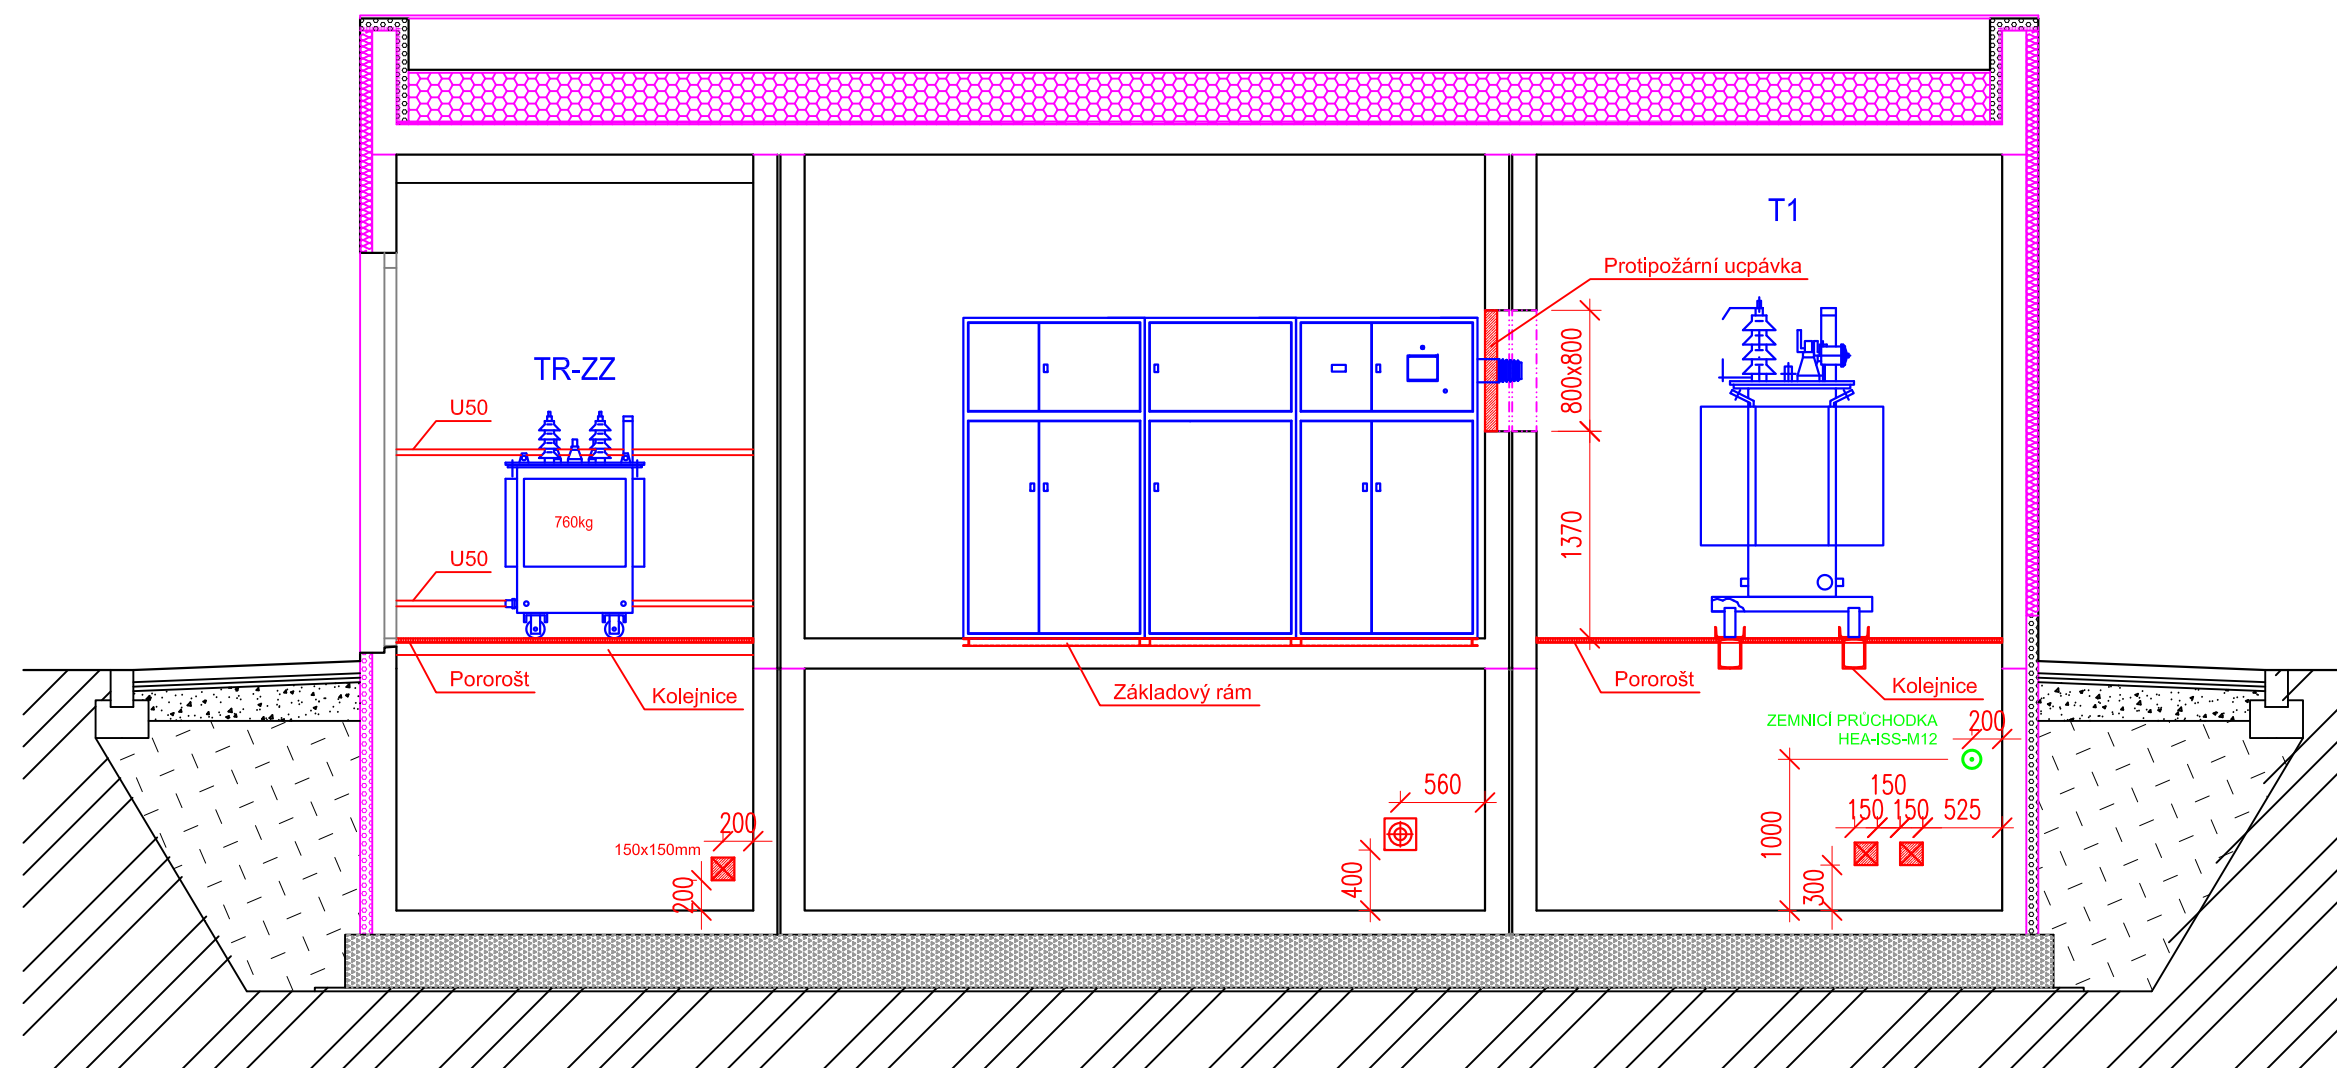 T1
Protipožární ucpávka
TR-ZZ
800x800
U50
760kg
1370
U50
Pororošt
Kolejnice
Základový rám
Pororošt
Kolejnice
ZEMNICÍ PRŮCHODKA
HEA-ISS-M12
200
560
150
150
150
525
200
150x150mm
200
400
1000
300